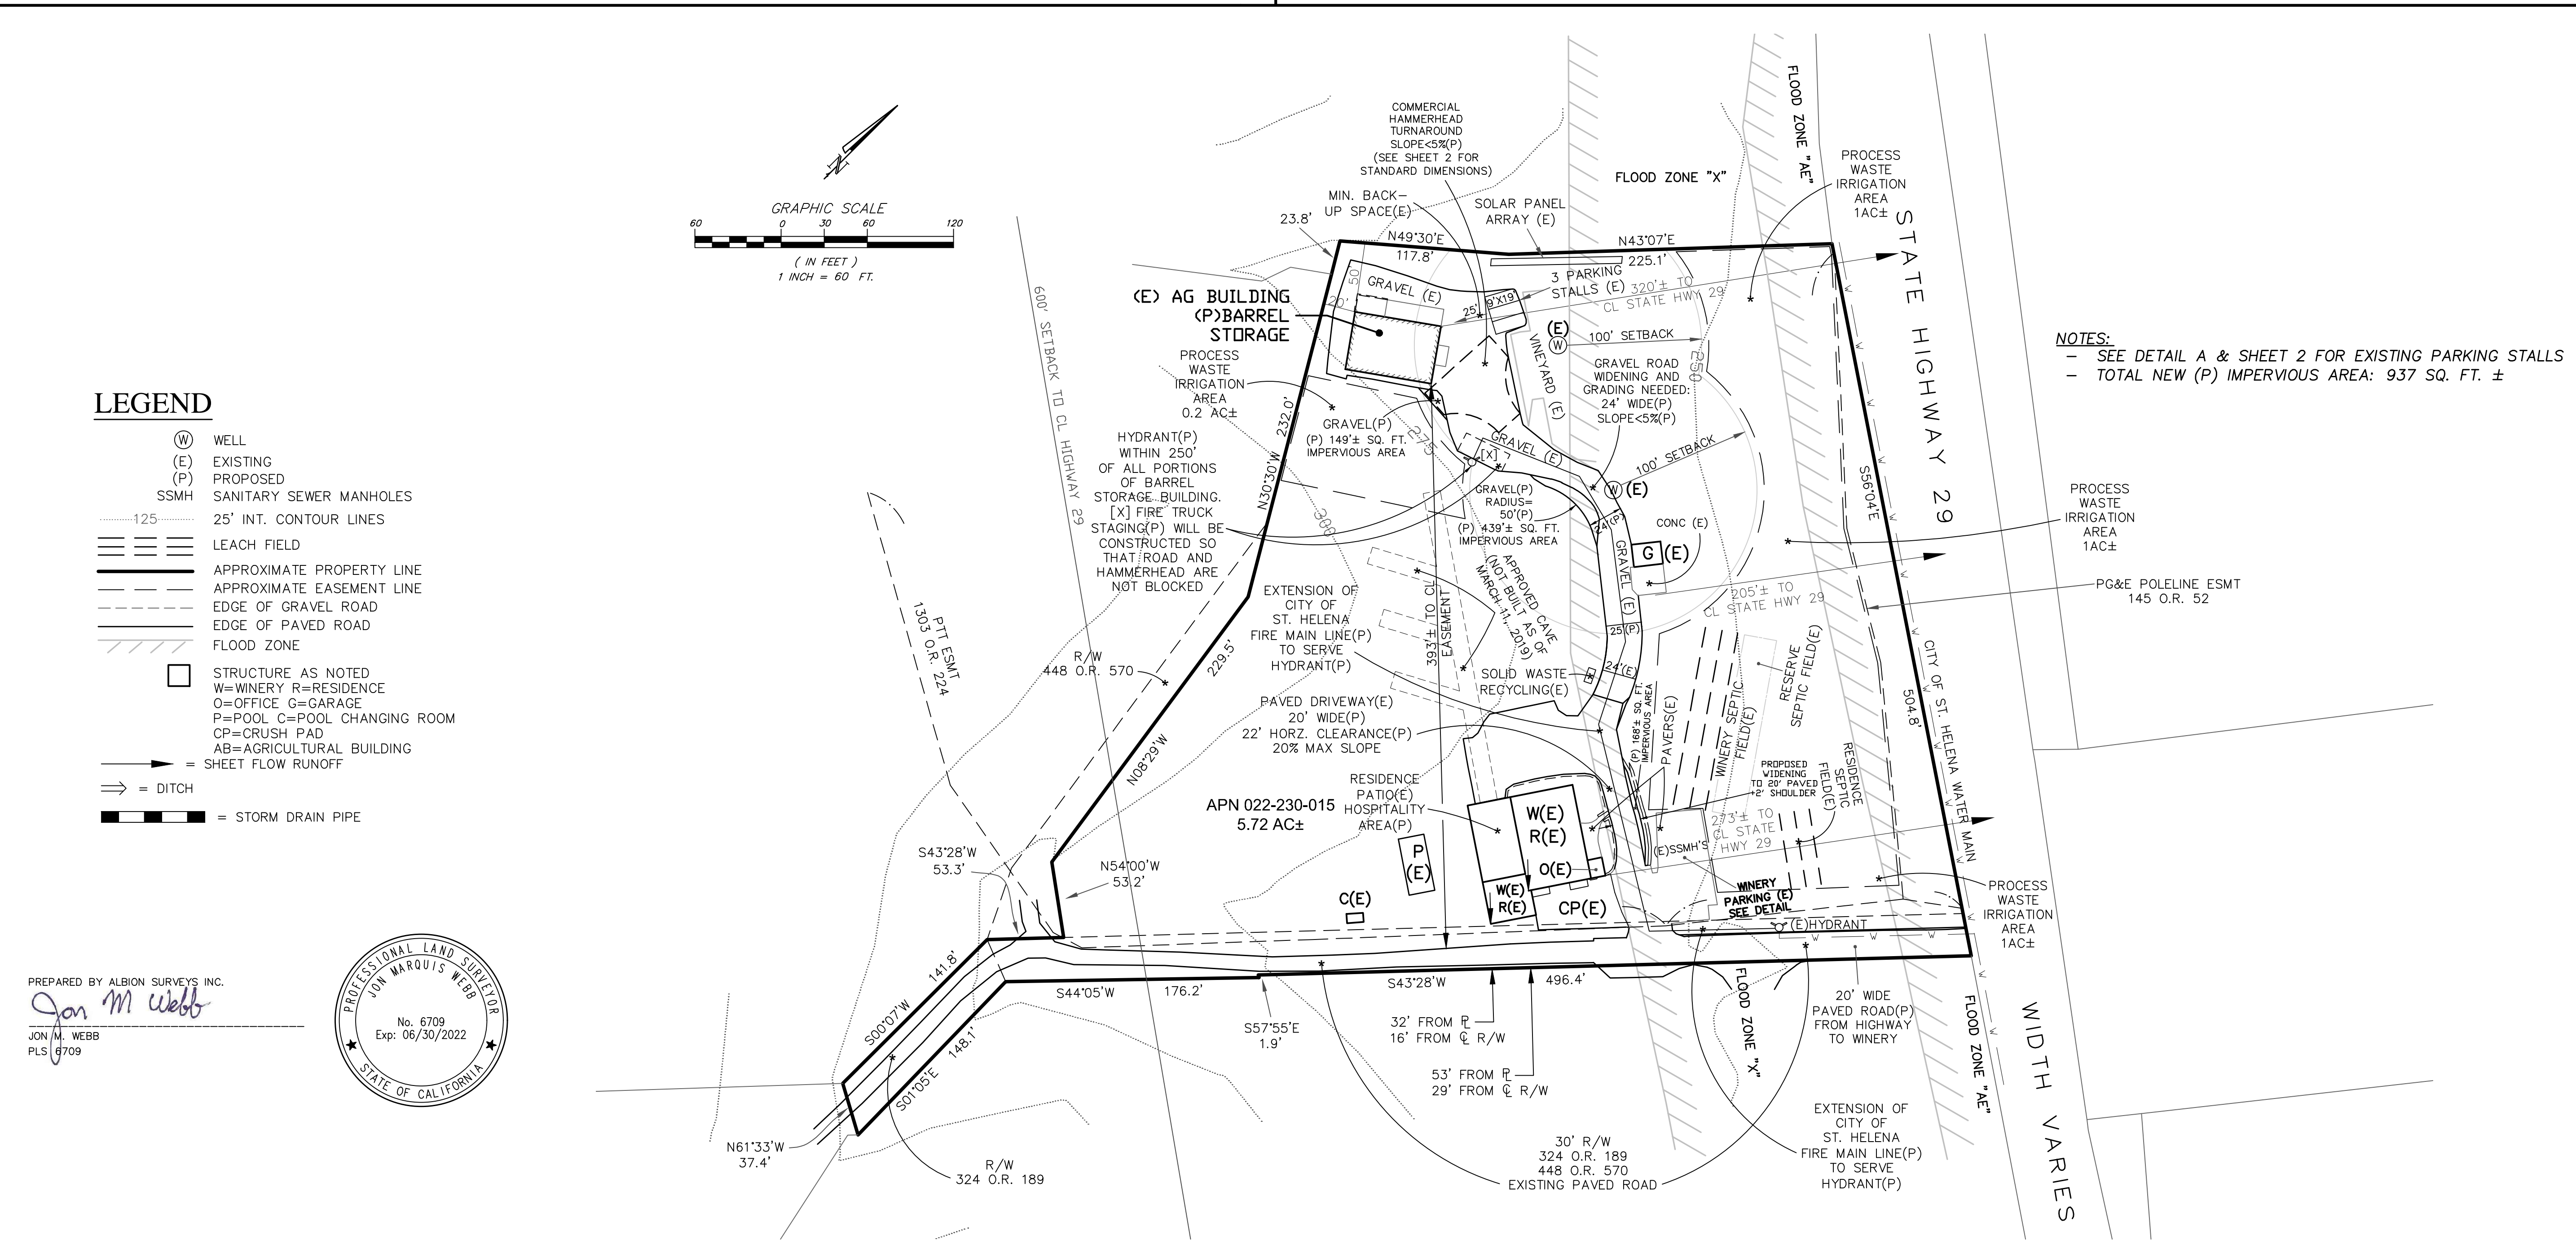 LEGEND
W WELL
(E) EXISTING
(P) PROPOSED
SSMH SANITARY SEWER MANHOLES
125 25' INT. CONTOUR LINES
LEACH FIELD
APPROXIMATE PROPERTY LINE
APPROXIMATE EASEMENT LINE
EDGE OF GRAVEL ROAD
EDGE OF PAVED ROAD
FLOOD ZONE
STRUCTURE AS NOTED
W=WINERY R=RESIDENCE
O=OFFICE G=GARAGE
P=POOL C=POOL CHANGING ROOM
CP=CRUSH PAD
AB=AGRICULTURAL BUILDING
= SHEET FLOW RUNOFF
= DITCH
= STORM DRAIN PIPE
PREPARED BY ALBION SURVEYS INC.
Jon M Webb
JON M. WEBB
PLS 6709
PROFESSIONAL LAND SURVEYOR
JON MARQUIS WEBB
No. 6709
Exp: 06/30/2022
STATE OF CALIFORNIA
N
GRAPHIC SCALE
60 0 30 60 120
( IN FEET )
1 INCH = 60 FT.
600' SETBACK TO CL HIGHWAY 29
COMMERCIAL
HAMMERHEAD
TURNAROUND
SLOPE<5%(P)
(SEE SHEET 2 FOR
STANDARD DIMENSIONS)
MIN. BACK-
UP SPACE(E)
SOLAR PANEL
ARRAY (E)
23.8'
N49°30'E
117.8'
N43°07'E
225.1'
FLOOD ZONE "X"
FLOOD ZONE "AE"
PROCESS
WASTE
IRRIGATION
AREA
1AC±
STATE HIGHWAY 29
(E) AG BUILDING
(P)BARREL
STORAGE
50
20'
GRAVEL (E)
25'
9'X19'
3 PARKING
STALLS (E)
320'± TO
CL STATE HWY 29
(E)
W
100' SETBACK
VINEYARD (E)
GRAVEL ROAD
WIDENING AND
GRADING NEEDED:
24' WIDE(P)
SLOPE<5%(P)
250
PROCESS
WASTE
IRRIGATION
AREA
0.2 AC±
GRAVEL(P)
(P) 149'± SQ. FT.
IMPERVIOUS AREA
275
GRAVEL (E)
[X]
100' SETBACK
W (E)
HYDRANT(P)
WITHIN 250'
OF ALL PORTIONS
OF BARREL
STORAGE BUILDING.
[X] FIRE TRUCK
STAGING(P) WILL BE
CONSTRUCTED SO
THAT ROAD AND
HAMMERHEAD ARE
NOT BLOCKED
232.0'
N30°30'W
300
GRAVEL(P)
RADIUS=
50'(P)
(P) 439'± SQ. FT.
IMPERVIOUS AREA
24'(P)
CONC (E)
G (E)
GRAVEL (E)
APPROVED CAVE
(NOT BUILT AS OF
MARCH 11, 2019)
205'± TO
CL STATE HWY 29
S56°04'E
504.8'
NOTES:
- SEE DETAIL A & SHEET 2 FOR EXISTING PARKING STALLS
- TOTAL NEW (P) IMPERVIOUS AREA: 937 SQ. FT. ±
PROCESS
WASTE
IRRIGATION
AREA
1AC±
PG&E POLELINE ESMT
145 O.R. 52
CITY OF ST. HELENA WATER MAIN
PTT ESMT
1303 O.R. 224
R/W
448 O.R. 570
229.5'
N08°29'W
EXTENSION OF
CITY OF
ST. HELENA
FIRE MAIN LINE(P)
TO SERVE
HYDRANT(P)
393'± TO CL
EASEMENT
25'(P)
SOLID WASTE
RECYCLING(E)
24'(E)
PAVED DRIVEWAY(E)
20' WIDE(P)
22' HORZ. CLEARANCE(P)
20% MAX SLOPE
(P) 168'± SQ. FT.
IMPERVIOUS AREA
PAVERS(E)
WINERY SEPTIC
FIELD(E)
RESERVE
SEPTIC FIELD(E)
PROPOSED
WIDENING
TO 20' PAVED
+2' SHOULDER
RESIDENCE
SEPTIC
FIELD(E)
RESIDENCE
PATIO(E)
HOSPITALITY
AREA(P)
APN 022-230-015
5.72 AC±
W(E)
R(E)
O(E)
W(E)
R(E)
CP(E)
P
(E)
C(E)
(E)SSMH'S
273'± TO
CL STATE
HWY 29
WINERY
PARKING (E)
SEE DETAIL
(E)HYDRANT
PROCESS
WASTE
IRRIGATION
AREA
1AC±
S43°28'W
53.3'
N54°00'W
53.2'
141.8'
S00°07'W
148.1'
S01°05'E
N61°33'W
37.4'
R/W
324 O.R. 189
S44°05'W 176.2'
S57°55'E
1.9'
S43°28'W 496.4'
32' FROM PL
16' FROM CL R/W
53' FROM PL
29' FROM CL R/W
30' R/W
324 O.R. 189
448 O.R. 570
EXISTING PAVED ROAD
FLOOD ZONE "X"
20' WIDE
PAVED ROAD(P)
FROM HIGHWAY
TO WINERY
FLOOD ZONE "AE"
EXTENSION OF
CITY OF
ST. HELENA
FIRE MAIN LINE(P)
TO SERVE
HYDRANT(P)
WIDTH VARIES